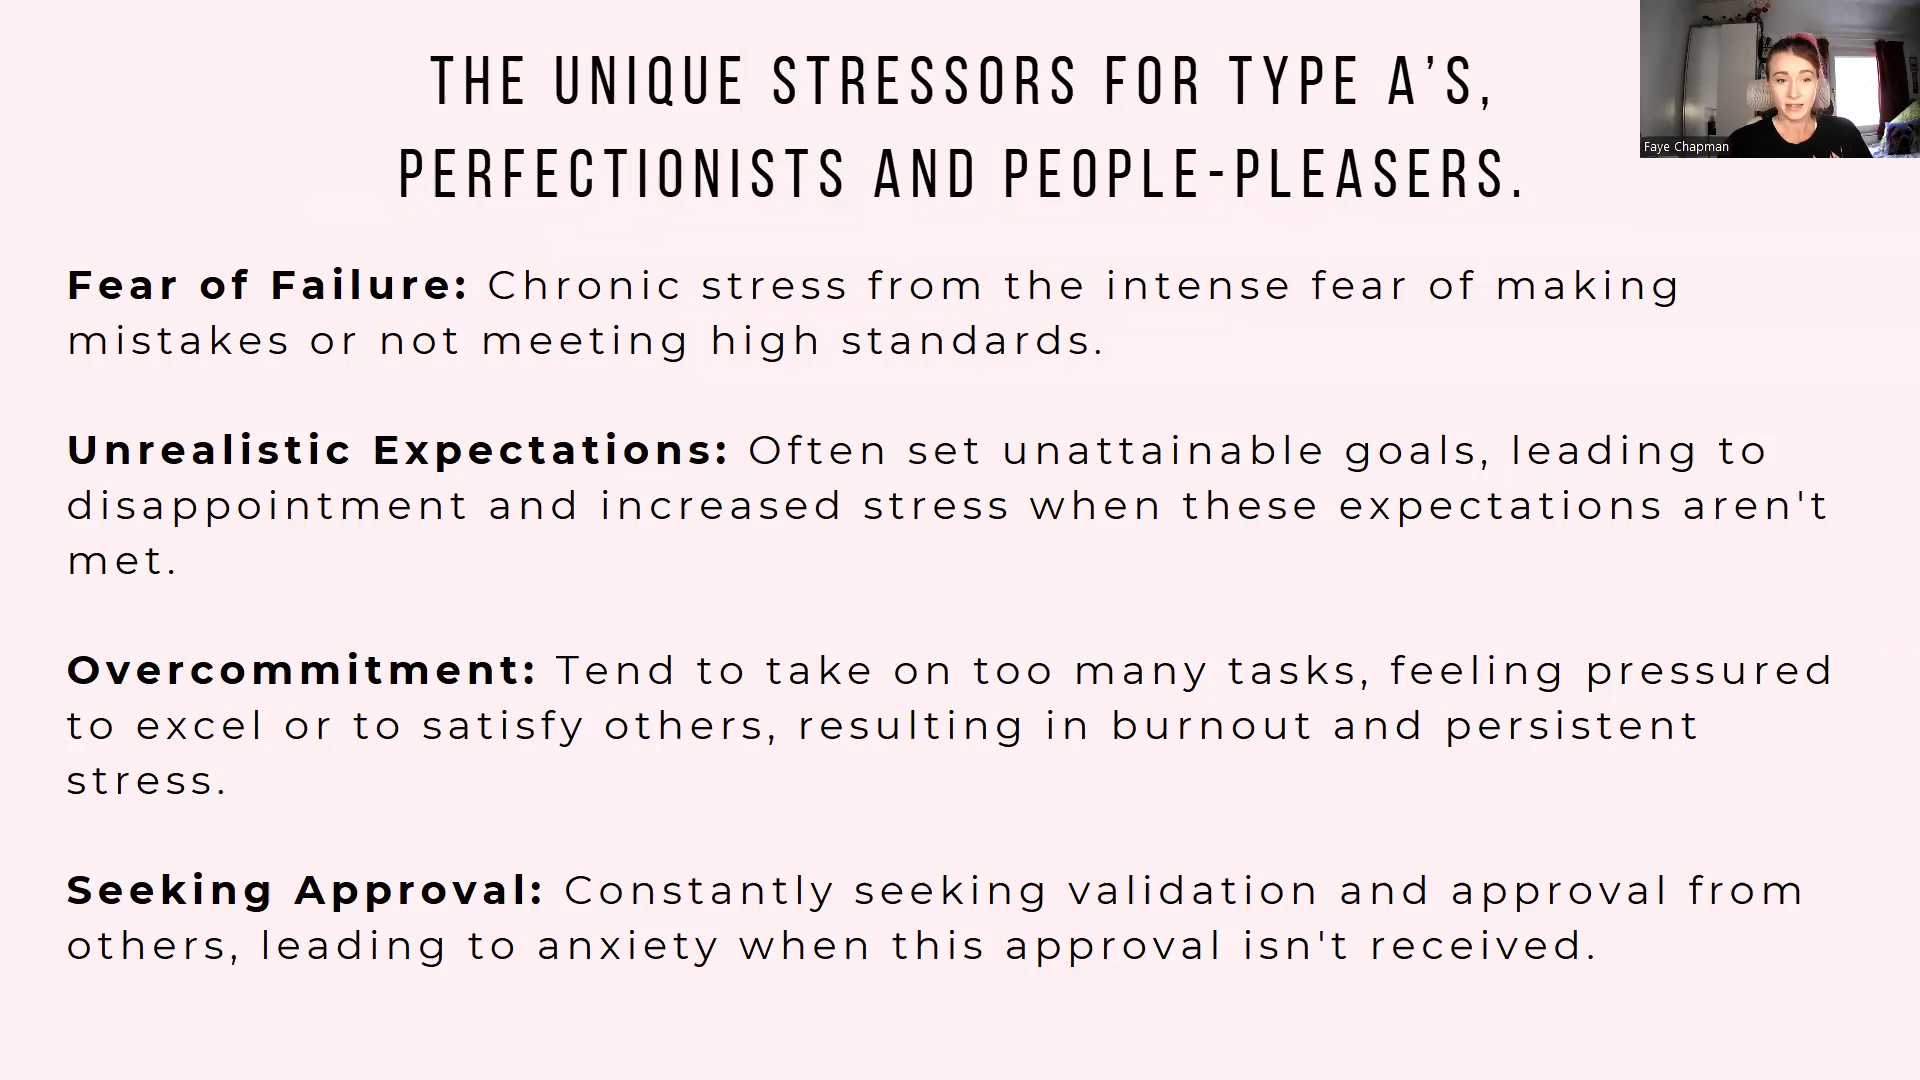 THE UNIQUE STRESSORS FOR TYPE A’S,
PERFECTIONISTS AND PEOPLE-PLEASERS.
Faye Chapman
Fear of Failure: Chronic stress from the intense fear of making
mistakes or not meeting high standards.
Unrealistic Expectations: Often set unattainable goals, leading to
disappointment and increased stress when these expectations aren't
met.
Overcommitment: Tend to take on too many tasks, feeling pressured
to excel or to satisfy others, resulting in burnout and persistent
stress.
Seeking Approval: Constantly seeking validation and approval from
others, leading to anxiety when this approval isn't received.